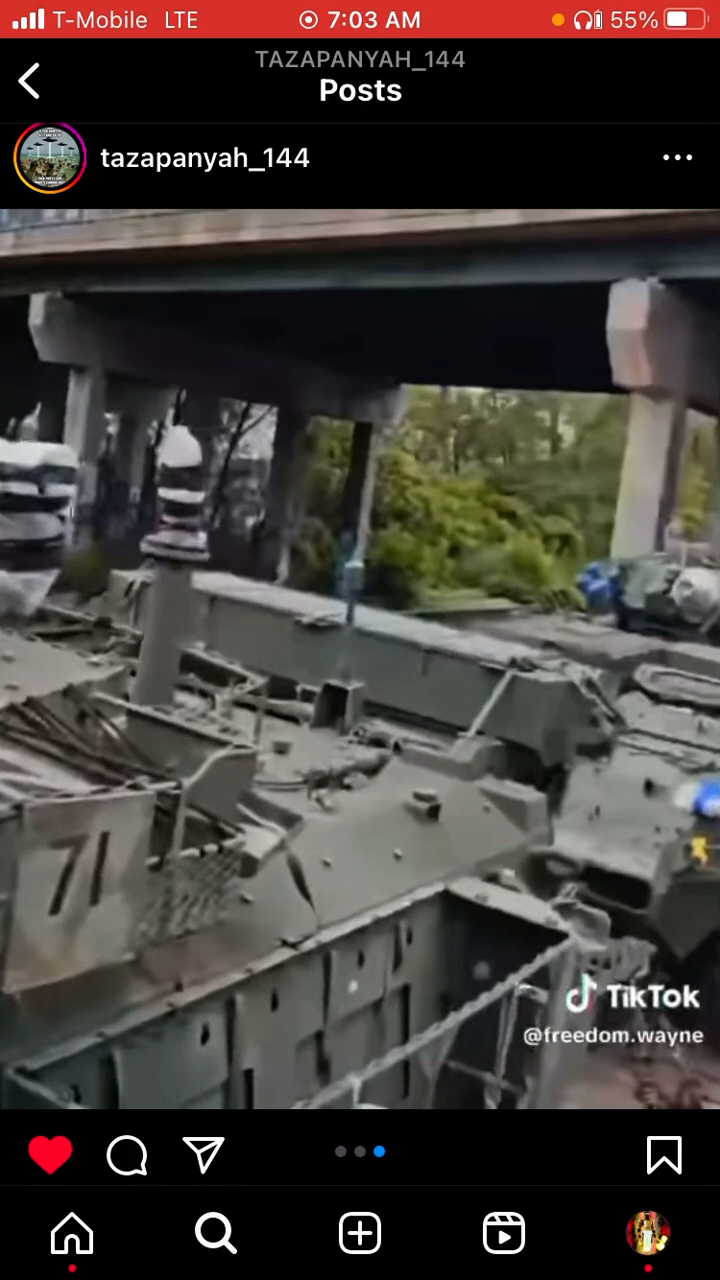 T-Mobile LTE 7:03 AM 55%
TAZAPANYAH_144
Posts
tazapanyah_144
71
TikTok
@freedom.wayne